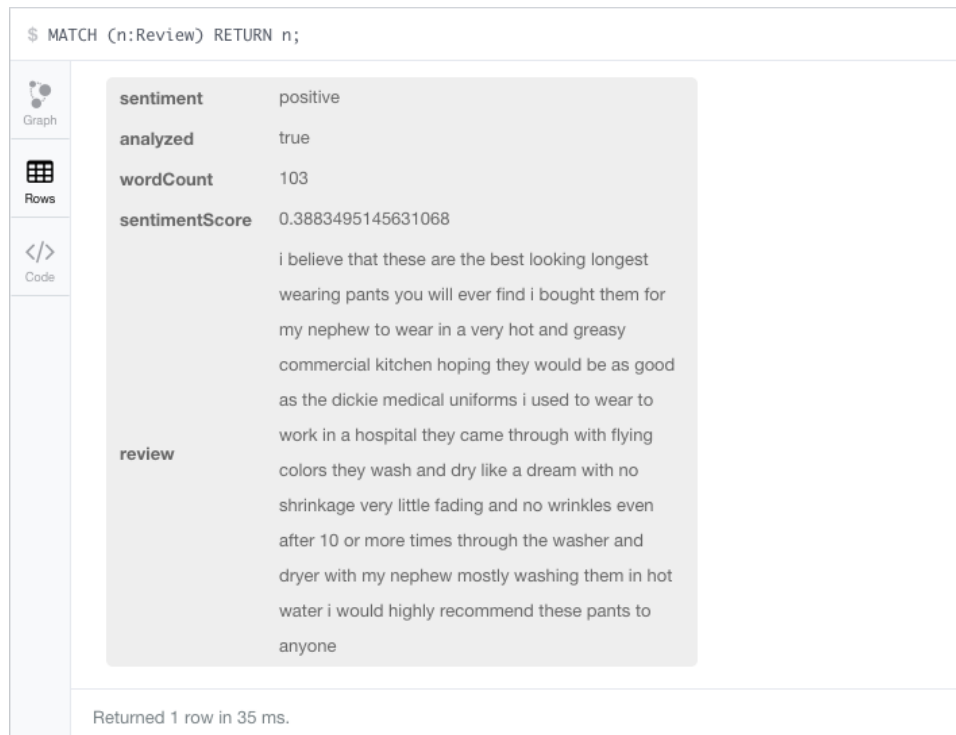 $ MATCH (n:Review) RETURN n;
Graph
Rows
</>
Code
sentiment positive
analyzed true
wordCount 103
sentimentScore 0.3883495145631068
review
i believe that these are the best looking longest
wearing pants you will ever find i bought them for
my nephew to wear in a very hot and greasy
commercial kitchen hoping they would be as good
as the dickie medical uniforms i used to wear to
work in a hospital they came through with flying
colors they wash and dry like a dream with no
shrinkage very little fading and no wrinkles even
after 10 or more times through the washer and
dryer with my nephew mostly washing them in hot
water i would highly recommend these pants to
anyone
Returned 1 row in 35 ms.